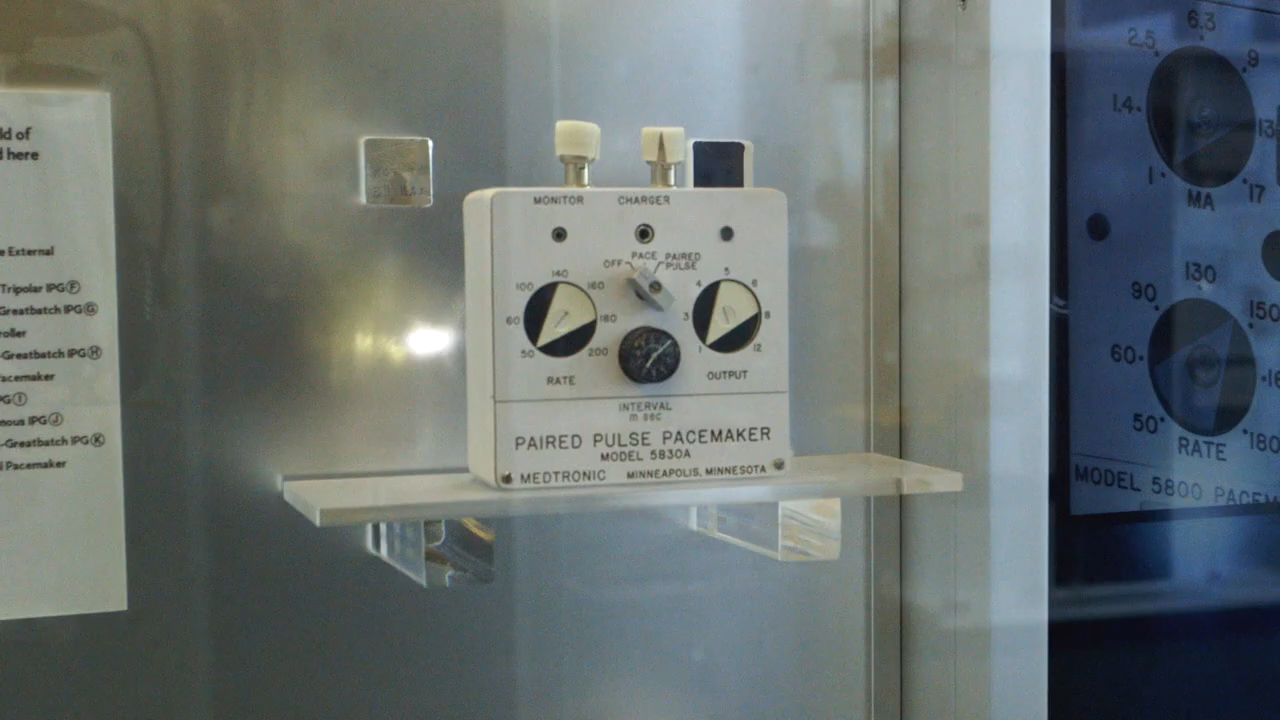 ld of
d here
e External
Tripolar IPG Ⓕ
Greatbatch IPG Ⓖ
roller
-Greatbatch IPG Ⓗ
acemaker
PG Ⓘ
nous IPG Ⓙ
-Greatbatch IPG Ⓚ
l Pacemaker
MONITOR CHARGER
OFF PACE PAIRED
PULSE
50 60 100 140 160 180 200
RATE
1 3 4 5 6 8 12
OUTPUT
INTERVAL
m sec
PAIRED PULSE PACEMAKER
MODEL 5830A
MEDTRONIC MINNEAPOLIS, MINNESOTA
1 1.4 2.5 6.3 9 13 17
MA
50 60 90 130 150 180
RATE
MODEL 5800 PACEM